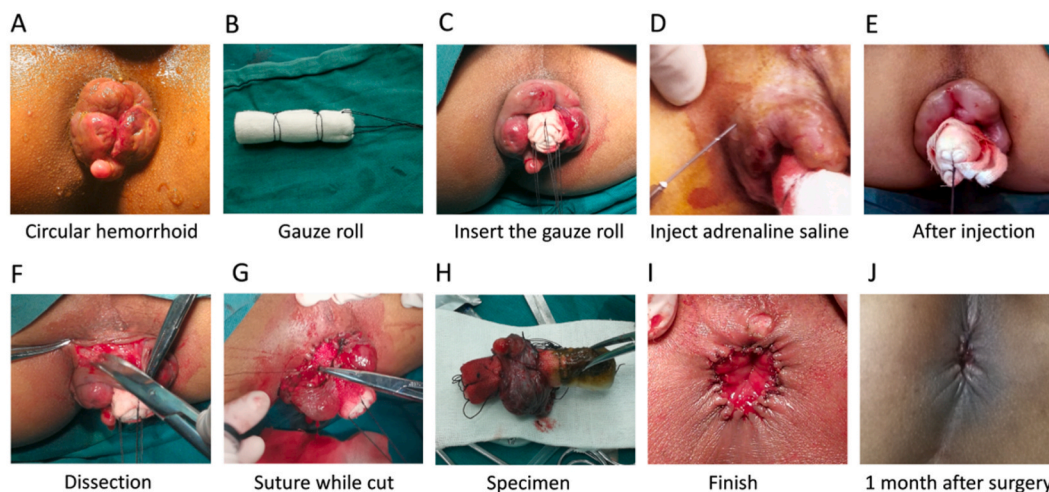 A B C D E
Circular hemorrhoid Gauze roll Insert the gauze roll Inject adrenaline saline After injection
F G H I J
Dissection Suture while cut Specimen Finish 1 month after surgery